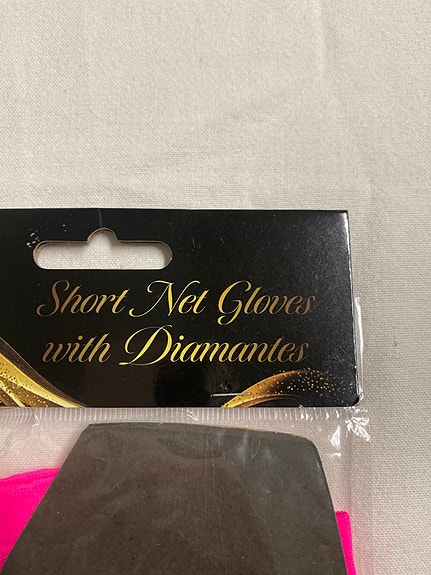 Short Net Gloves
with Diamantes